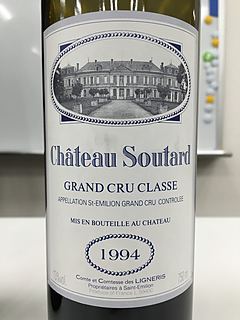 Château Soutard
GRAND CRU CLASSE
APPELLATION ST-EMILION GRAND CRU CONTROLEE
MIS EN BOUTEILLE AU CHATEAU
1994
Comte et Comtesse des LIGNERIS
Propriétaires à Saint-Emilion